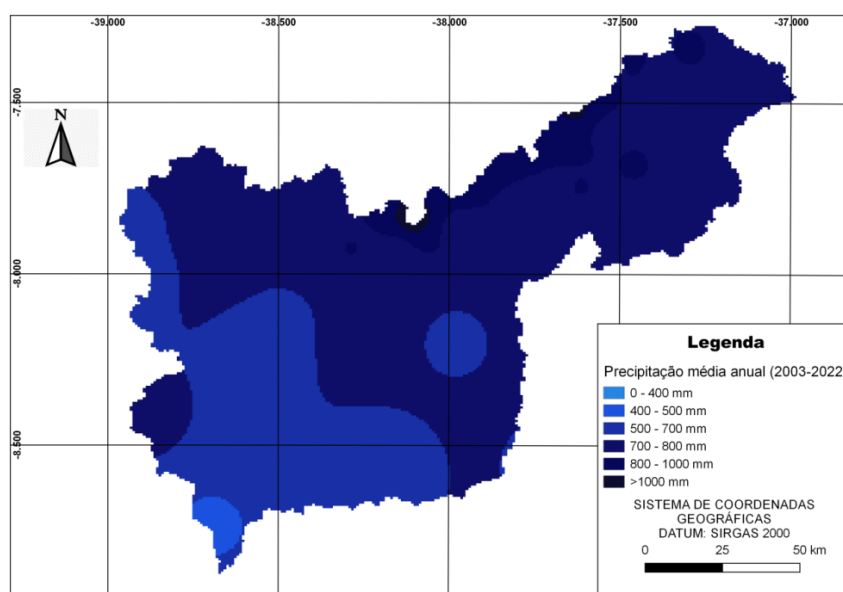 -39.000
-38.500
-38.000
-37.500
-37.000
-7.500
N
-8.000
-8.500
Legenda
Precipitação média anual (2003-2022
0 - 400 mm
400 - 500 mm
500 - 700 mm
700 - 800 mm
800 - 1000 mm
>1000 mm
SISTEMA DE COORDENADAS
GEOGRÁFICAS
DATUM: SIRGAS 2000
0 25 50 km